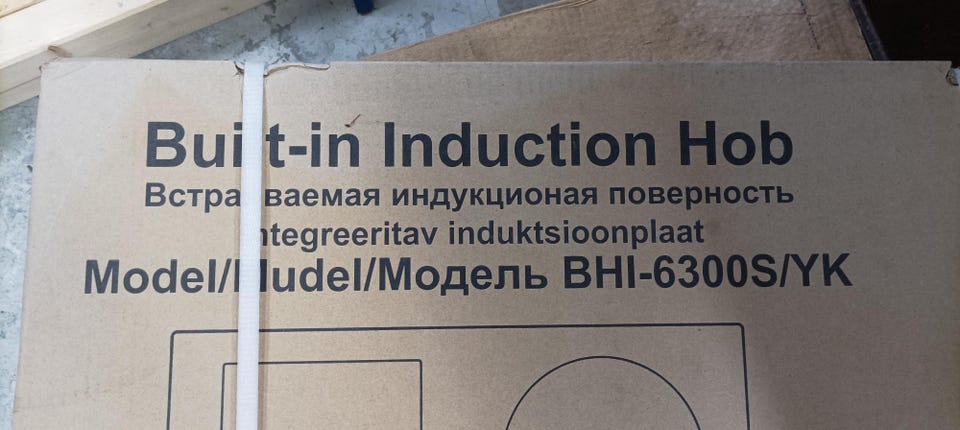 Built-in Induction Hob
Встраиваемая индукционая поверность
Integreeritav induktsioonplaat
Model/Mudel/Модель BHI-6300S/YK